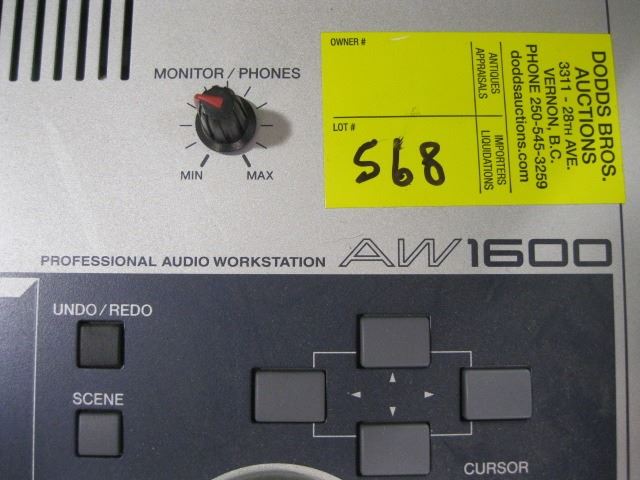 MONITOR / PHONES
MIN MAX
OWNER #
LOT #
568
ANTIQUES
APPRAISALS
IMPORTERS
LIQUIDATIONS
DODDS BROS.
AUCTIONS
3311 - 28TH AVE.
VERNON, B.C.
PHONE 250-545-3259
doddsauctions.com
PROFESSIONAL AUDIO WORKSTATION AW1600
UNDO / REDO
SCENE
CURSOR